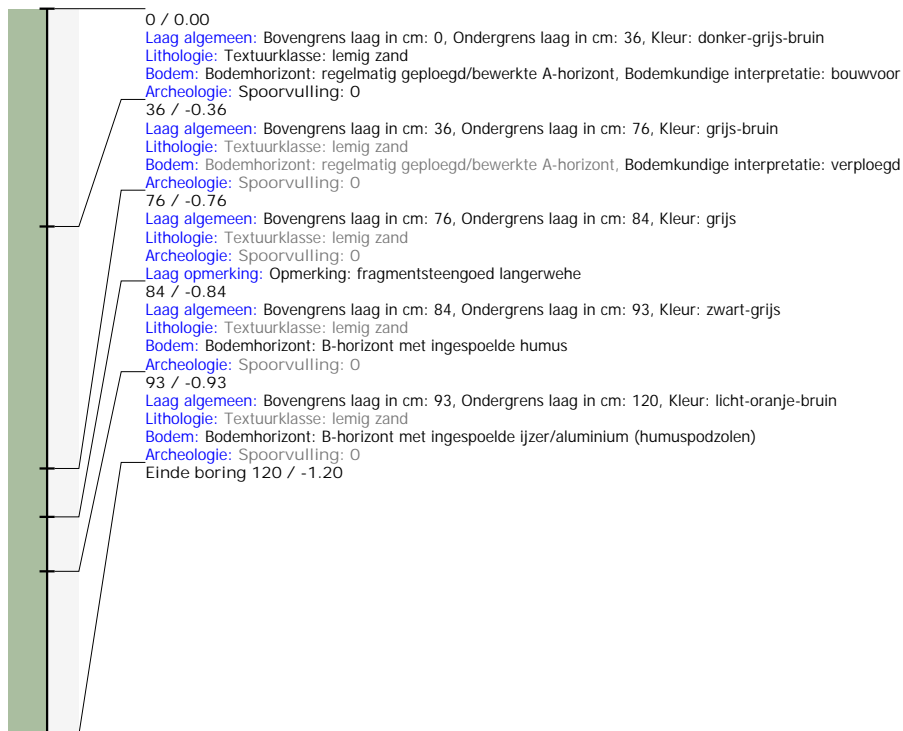 0 / 0.00
Laag algemeen: Bovengrens laag in cm: 0, Ondergrens laag in cm: 36, Kleur: donker-grijs-bruin
Lithologie: Textuurklasse: lemig zand
Bodem: Bodemhorizont: regelmatig geploegd/bewerkte A-horizont, Bodemkundige interpretatie: bouwvoor
Archeologie: Spoorvulling: 0
36 / -0.36
Laag algemeen: Bovengrens laag in cm: 36, Ondergrens laag in cm: 76, Kleur: grijs-bruin
Lithologie: Textuurklasse: lemig zand
Bodem: Bodemhorizont: regelmatig geploegd/bewerkte A-horizont, Bodemkundige interpretatie: verploegd
Archeologie: Spoorvulling: 0
76 / -0.76
Laag algemeen: Bovengrens laag in cm: 76, Ondergrens laag in cm: 84, Kleur: grijs
Lithologie: Textuurklasse: lemig zand
Archeologie: Spoorvulling: 0
Laag opmerking: Opmerking: fragmentsteengoed langerwehe
84 / -0.84
Laag algemeen: Bovengrens laag in cm: 84, Ondergrens laag in cm: 93, Kleur: zwart-grijs
Lithologie: Textuurklasse: lemig zand
Bodem: Bodemhorizont: B-horizont met ingespoelde humus
Archeologie: Spoorvulling: 0
93 / -0.93
Laag algemeen: Bovengrens laag in cm: 93, Ondergrens laag in cm: 120, Kleur: licht-oranje-bruin
Lithologie: Textuurklasse: lemig zand
Bodem: Bodemhorizont: B-horizont met ingespoelde ijzer/aluminium (humuspodzolen)
Archeologie: Spoorvulling: 0
Einde boring 120 / -1.20